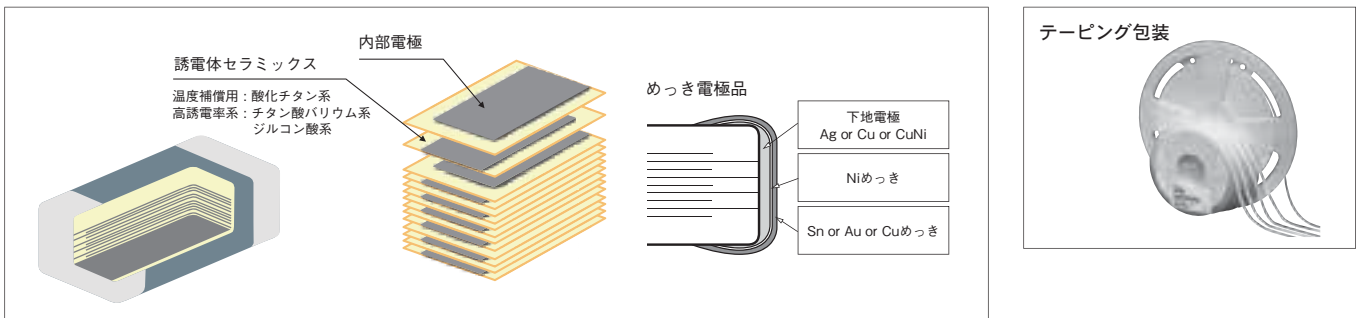 内部電極
誘電体セラミックス
温度補償用：酸化チタン系
高誘電率系：チタン酸バリウム系
ジルコン酸系
めっき電極品
下地電極
Ag or Cu or CuNi
Niめっき
Sn or Au or Cuめっき
テーピング包装